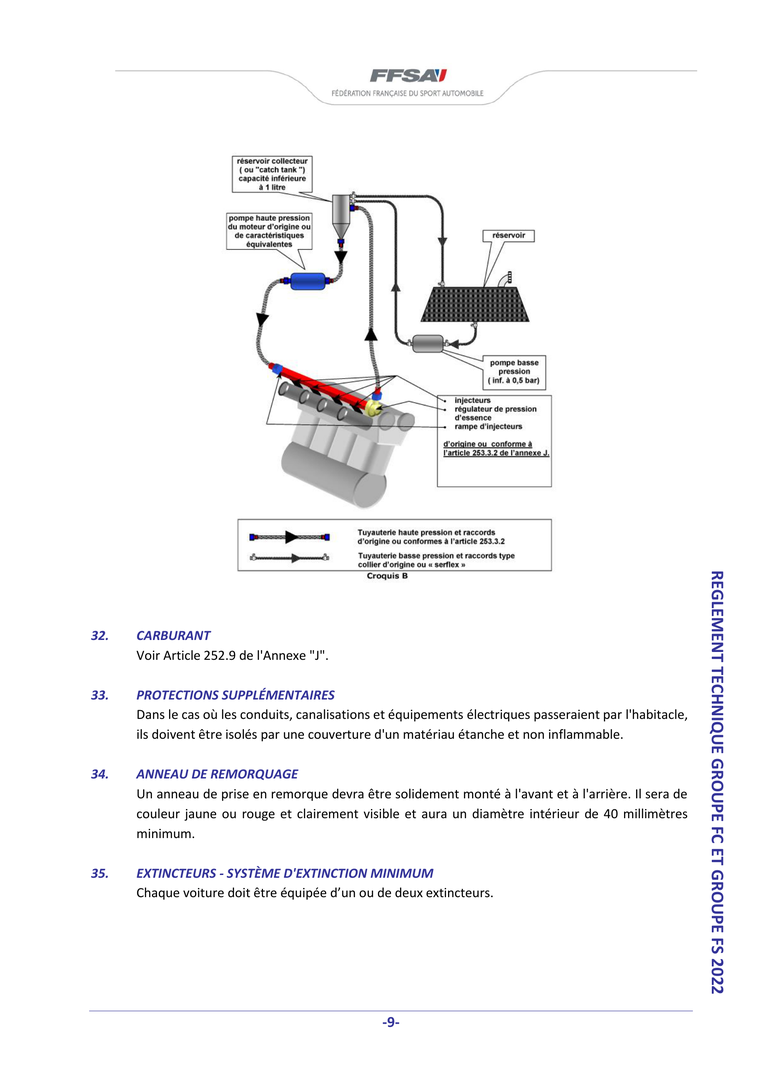 FFSA
FÉDÉRATION FRANÇAISE DU SPORT AUTOMOBILE
réservoir collecteur
( ou "catch tank ")
capacité inférieure
à 1 litre
pompe haute pression
du moteur d'origine ou
de caractéristiques
équivalentes
réservoir
pompe basse
pression
( inf. à 0,5 bar)
injecteurs
régulateur de pression
d'essence
rampe d'injecteurs
d'origine ou conforme à
l'article 253.3.2 de l'annexe J.
Tuyauterie haute pression et raccords
d'origine ou conformes à l'article 253.3.2
Tuyauterie basse pression et raccords type
collier d'origine ou « serflex »
Croquis B
32. CARBURANT
Voir Article 252.9 de l'Annexe "J".
33. PROTECTIONS SUPPLÉMENTAIRES
Dans le cas où les conduits, canalisations et équipements électriques passeraient par l'habitacle,
ils doivent être isolés par une couverture d'un matériau étanche et non inflammable.
34. ANNEAU DE REMORQUAGE
Un anneau de prise en remorque devra être solidement monté à l'avant et à l'arrière. Il sera de
couleur jaune ou rouge et clairement visible et aura un diamètre intérieur de 40 millimètres
minimum.
35. EXTINCTEURS - SYSTÈME D'EXTINCTION MINIMUM
Chaque voiture doit être équipée d’un ou de deux extincteurs.
REGLEMENT TECHNIQUE GROUPE FC ET GROUPE FS 2022
-9-